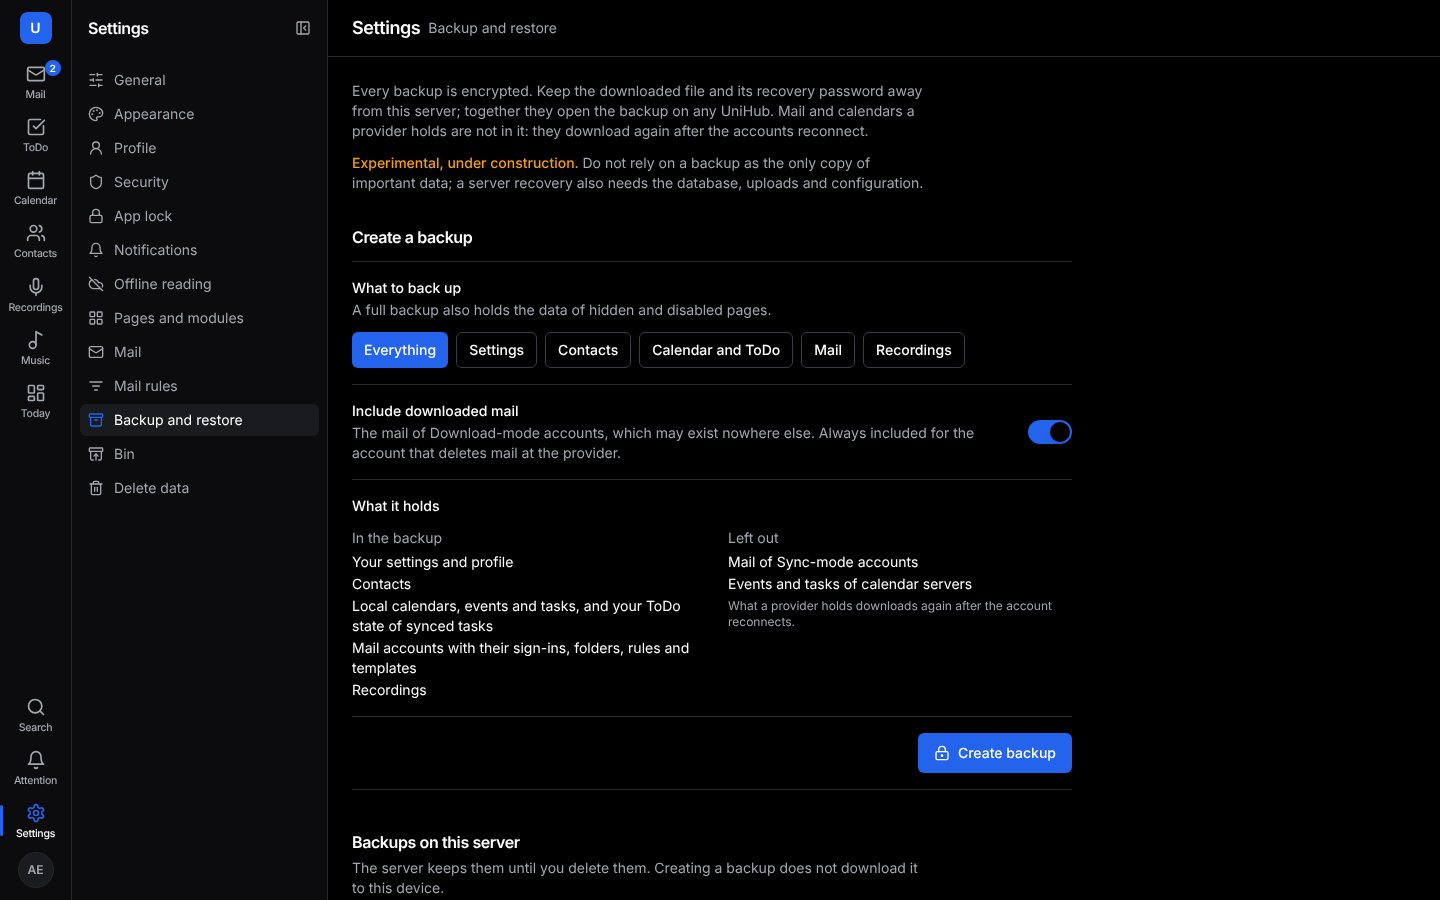 U
Mail
2
ToDo
Calendar
Contacts
Recordings
Music
Today
Search
Attention
Settings
AE
Settings
General
Appearance
Profile
Security
App lock
Notifications
Offline reading
Pages and modules
Mail
Mail rules
Backup and restore
Bin
Delete data
Settings Backup and restore
Every backup is encrypted. Keep the downloaded file and its recovery password away
from this server; together they open the backup on any UniHub. Mail and calendars a
provider holds are not in it: they download again after the accounts reconnect.
Experimental, under construction. Do not rely on a backup as the only copy of
important data; a server recovery also needs the database, uploads and configuration.
Create a backup
What to back up
A full backup also holds the data of hidden and disabled pages.
Everything Settings Contacts Calendar and ToDo Mail Recordings
Include downloaded mail
The mail of Download-mode accounts, which may exist nowhere else. Always included for the
account that deletes mail at the provider.
What it holds
In the backup
Your settings and profile
Contacts
Local calendars, events and tasks, and your ToDo
state of synced tasks
Mail accounts with their sign-ins, folders, rules and
templates
Recordings
Left out
Mail of Sync-mode accounts
Events and tasks of calendar servers
What a provider holds downloads again after the account
reconnects.
Create backup
Backups on this server
The server keeps them until you delete them. Creating a backup does not download it
to this device.